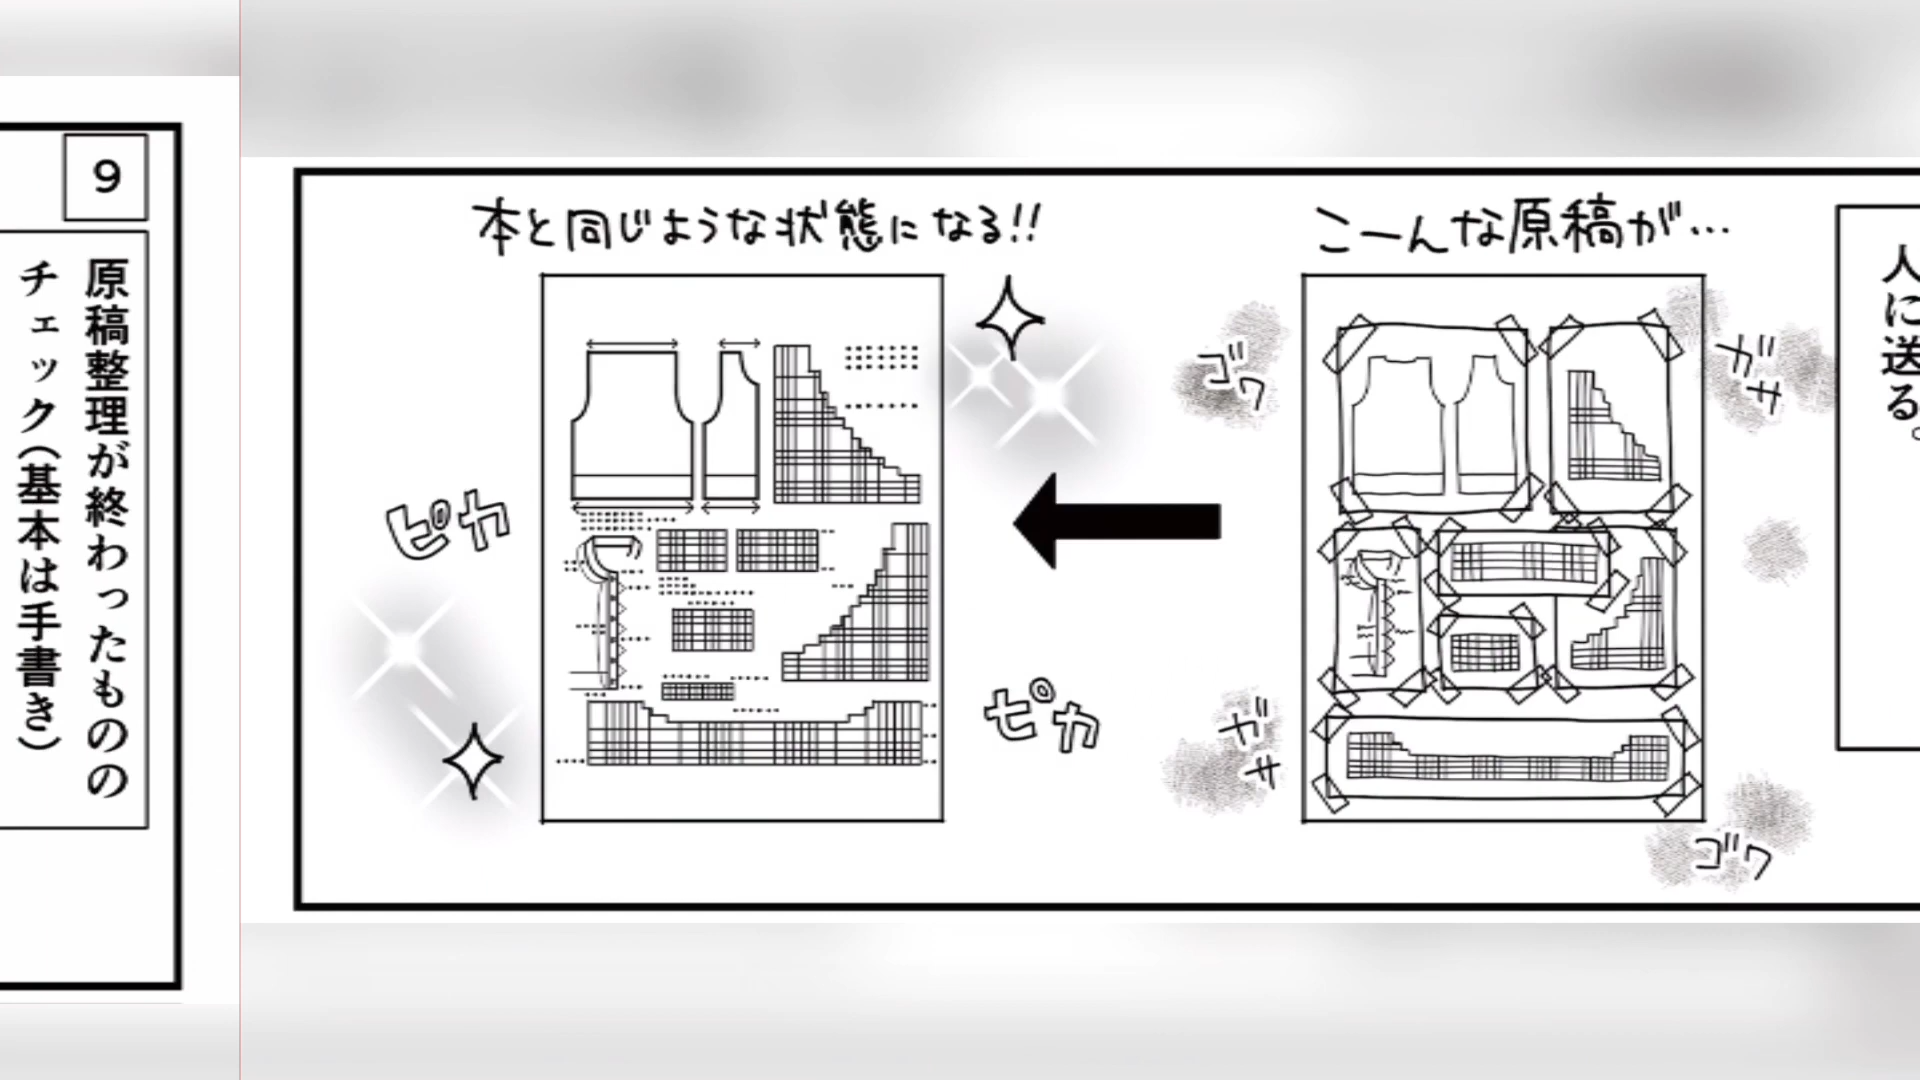 人に送る。
こーんな原稿が…
ガサ
ゴワ
ガサ
ゴワ
本と同じような状態になる!!
ピカ
ピカ
9
原稿整理が終わったものの
チェック（基本は手書き）